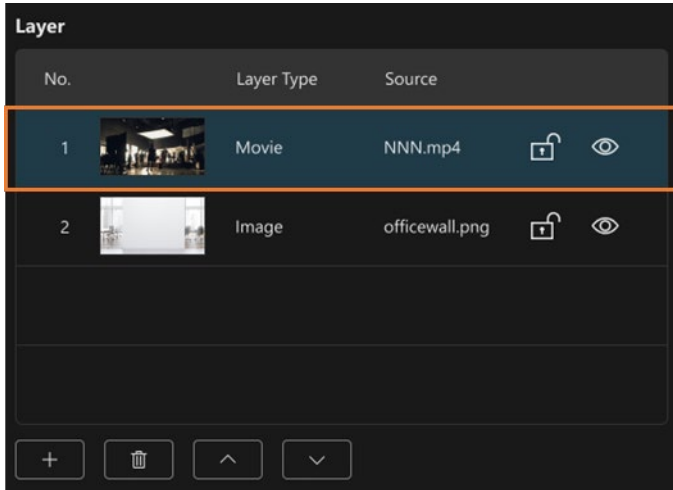 Layer
No. Layer Type Source
1 Movie NNN.mp4
2 Image officewall.png